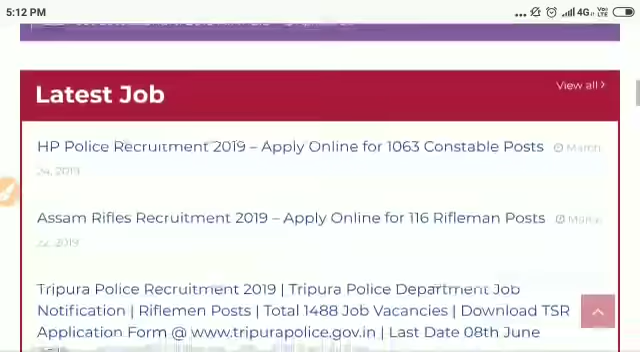 5:12 PM
... 4G VoLTE
View all >
Latest Job
HP Police Recruitment 2019 – Apply Online for 1063 Constable Posts March
24, 2019
Assam Rifles Recruitment 2019 – Apply Online for 116 Rifleman Posts March
22, 2019
Tripura Police Recruitment 2019 | Tripura Police Department Job
Notification | Riflemen Posts | Total 1488 Job Vacancies | Download TSR
Application Form @ www.tripurapolice.gov.in | Last Date 08th June